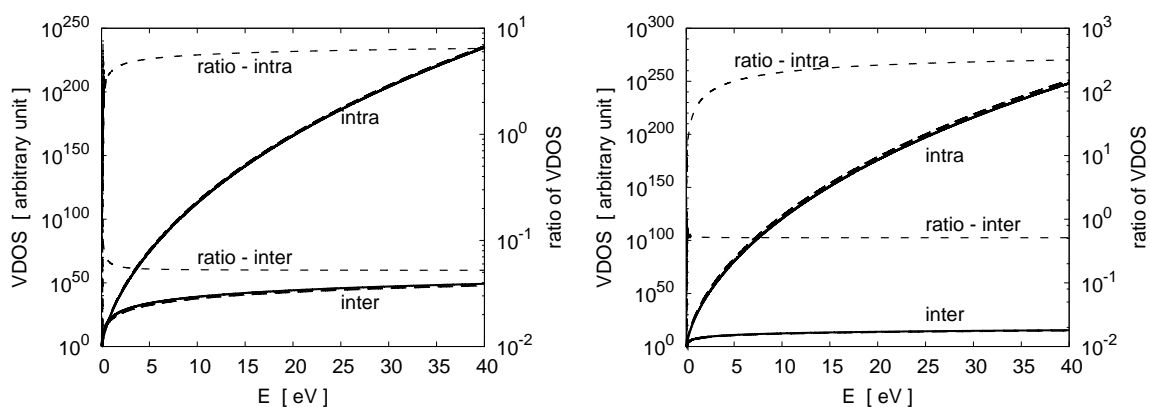 10^250
10^200
10^150
10^100
10^50
10^0
VDOS [ arbitrary unit ]
ratio - intra
intra
ratio - inter
inter
10^1
10^0
10^-1
10^-2
ratio of VDOS
0 5 10 15 20 25 30 35 40
E [ eV ]
10^300
10^250
10^200
10^150
10^100
10^50
10^0
VDOS [ arbitrary unit ]
ratio - intra
intra
ratio - inter
inter
10^3
10^2
10^1
10^0
10^-1
10^-2
ratio of VDOS
0 5 10 15 20 25 30 35 40
E [ eV ]